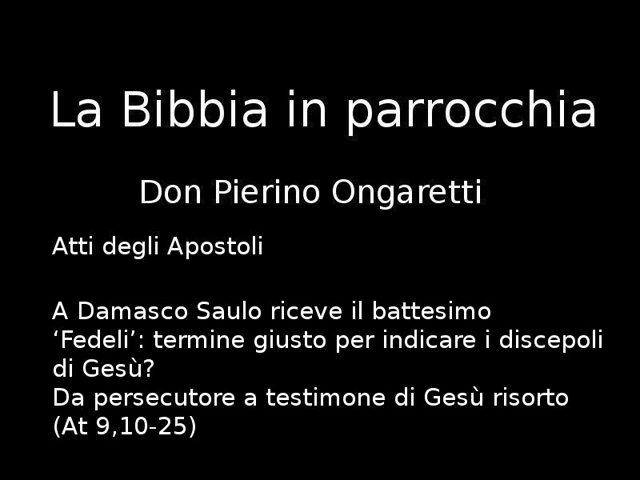 La Bibbia in parrocchia
Don Pierino Ongaretti
Atti degli Apostoli
A Damasco Saulo riceve il battesimo
‘Fedeli’: termine giusto per indicare i discepoli
di Gesù?
Da persecutore a testimone di Gesù risorto
(At 9,10-25)